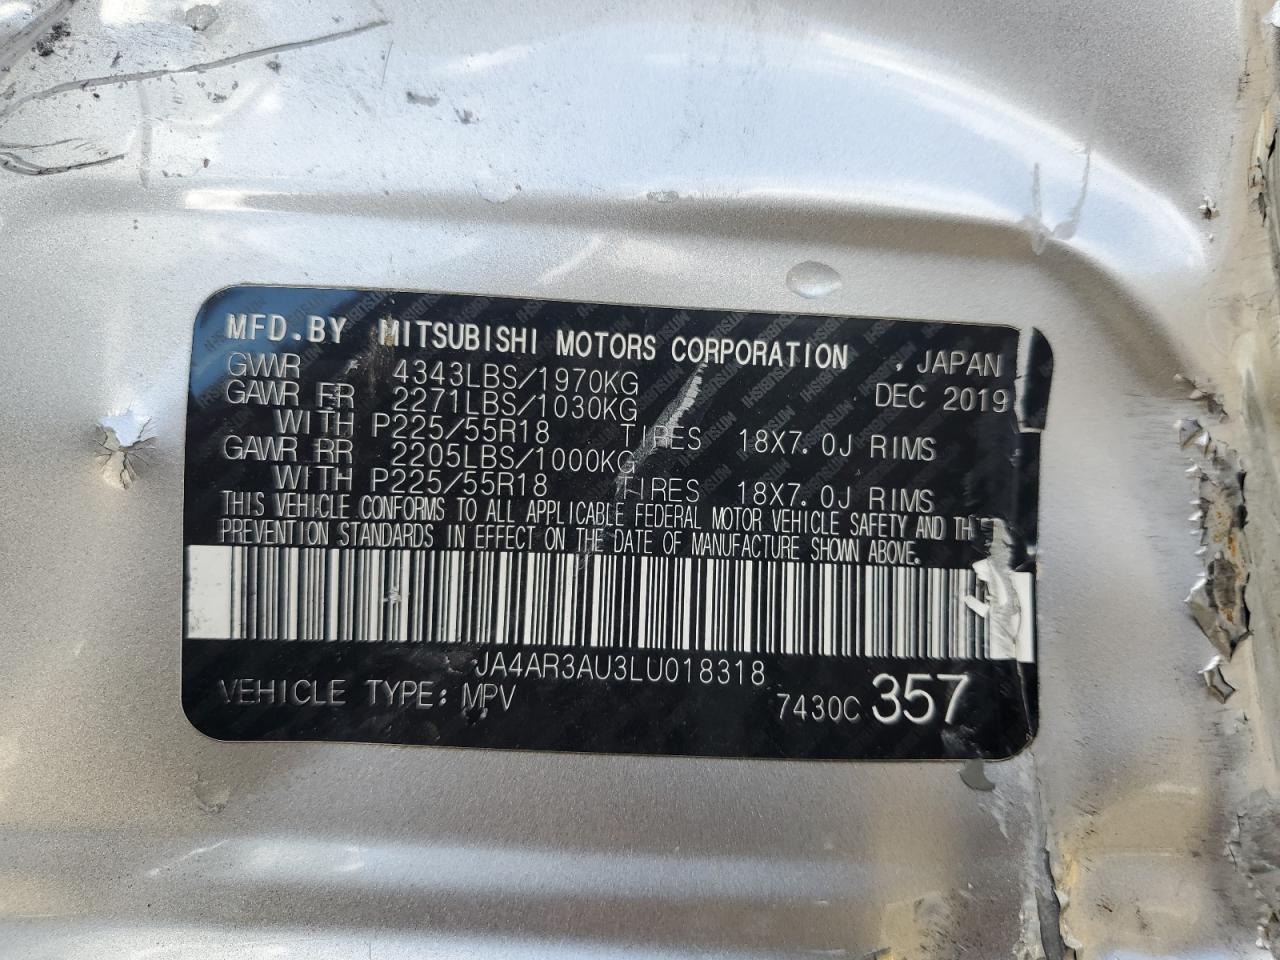 MFD.BY MITSUBISHI MOTORS CORPORATION , JAPAN
GVWR 4343LBS/1970KG DEC 2019
GAWR FR 2271LBS/1030KG
WITH P225/55R18 TIRES 18X7.0J RIMS
GAWR RR 2205LBS/1000KG
WITH P225/55R18 TIRES 18X7.0J RIMS
THIS VEHICLE CONFORMS TO ALL APPLICABLE FEDERAL MOTOR VEHICLE SAFETY AND TH
PREVENTION STANDARDS IN EFFECT ON THE DATE OF MANUFACTURE SHOWN ABOVE.
JA4AR3AU3LU018318
VEHICLE TYPE: MPV 7430C 357